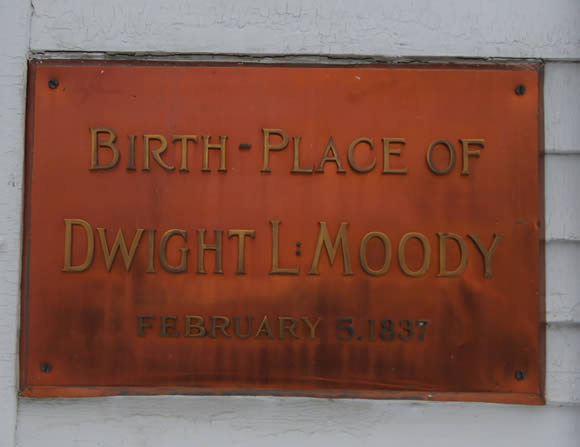 BIRTH-PLACE OF
DWIGHT L: MOODY
FEBRUARY 5.1837